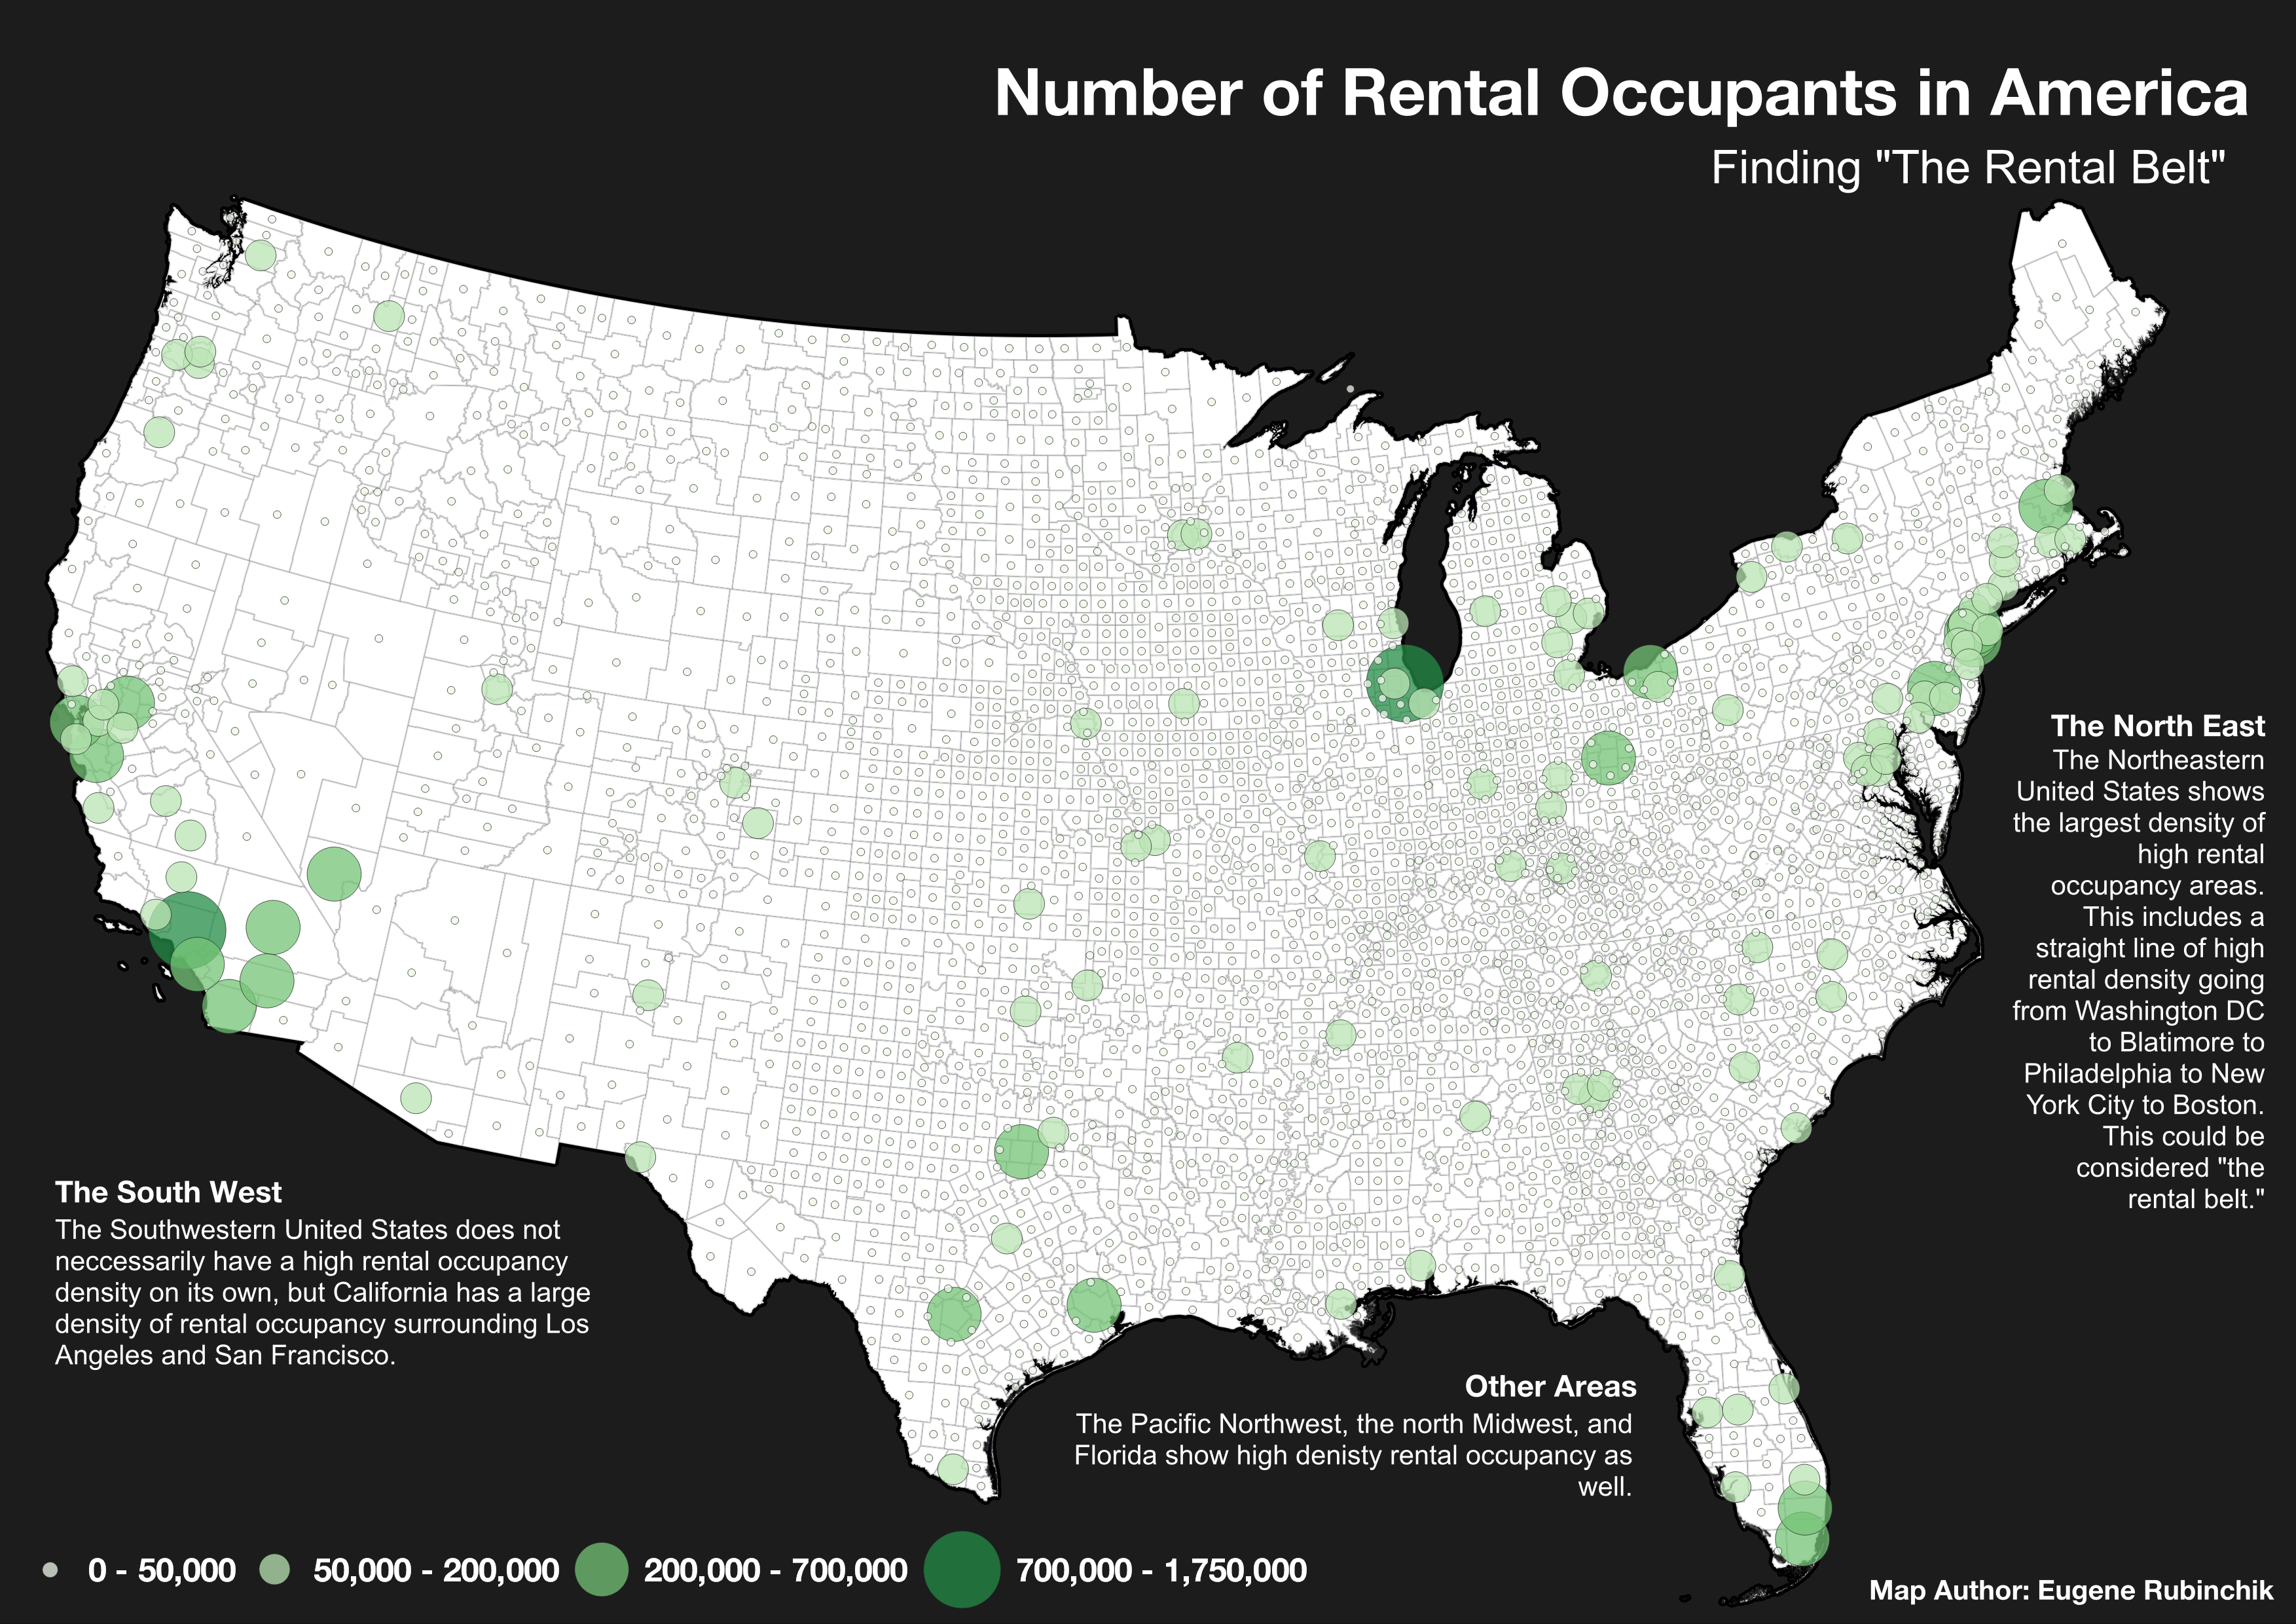 Number of Rental Occupants in America
Finding "The Rental Belt"
The North East
The Northeastern
United States shows
the largest density of
high rental
occupancy areas.
This includes a
straight line of high
rental density going
from Washington DC
to Blatimore to
Philadelphia to New
York City to Boston.
This could be
considered "the
rental belt."
The South West
The Southwestern United States does not
neccessarily have a high rental occupancy
density on its own, but California has a large
density of rental occupancy surrounding Los
Angeles and San Francisco.
Other Areas
The Pacific Northwest, the north Midwest, and
Florida show high denisty rental occupancy as
well.
0 - 50,000
50,000 - 200,000
200,000 - 700,000
700,000 - 1,750,000
Map Author: Eugene Rubinchik